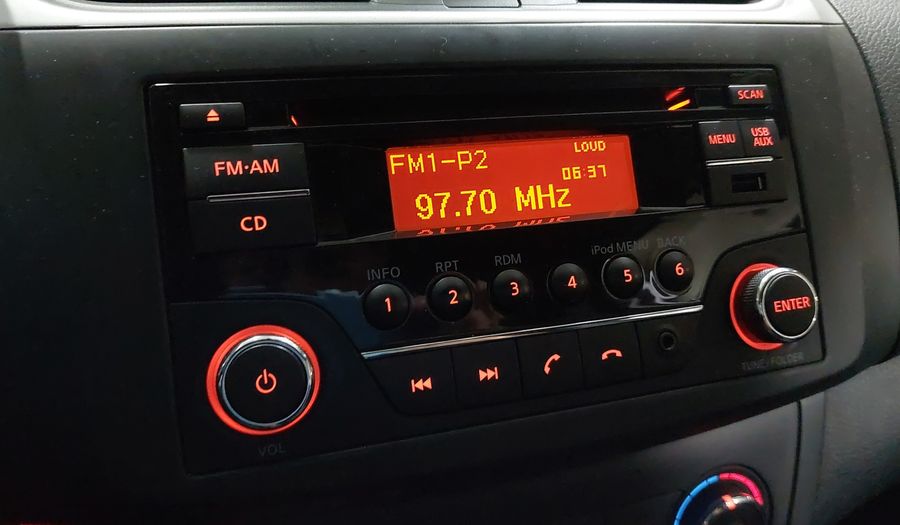 SCAN
FM·AM
CD
FM1-P2
LOUD
06:37
97.70 MHz
MENU
USB
AUX
INFO
RPT
RDM
iPod MENU
BACK
1
2
3
4
5
6
ENTER
TUNE/FOLDER
VOL